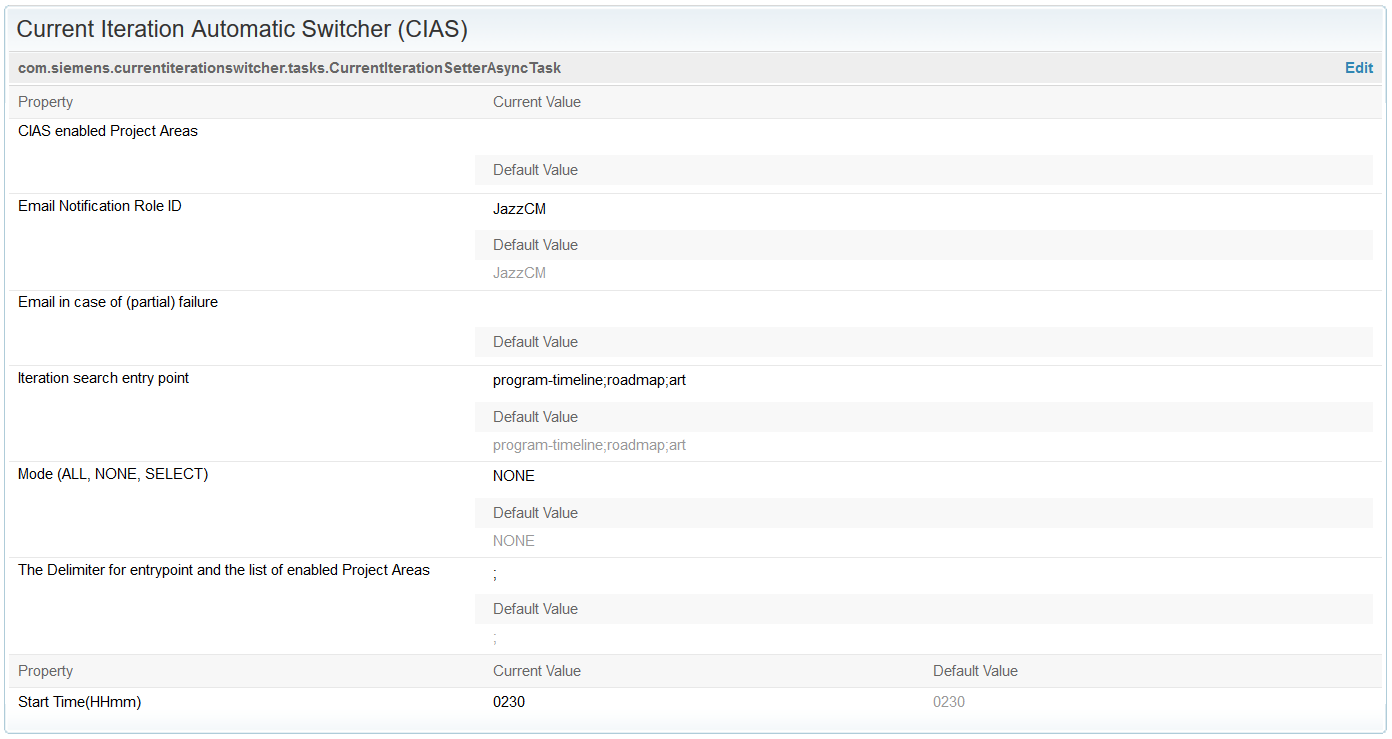 Current Iteration Automatic Switcher (CIAS)
com.siemens.currentiterationswitcher.tasks.CurrentIterationSetterAsyncTask Edit
Property Current Value
CIAS enabled Project Areas
Default Value
Email Notification Role ID JazzCM
Default Value
JazzCM
Email in case of (partial) failure
Default Value
Iteration search entry point program-timeline;roadmap;art
Default Value
program-timeline;roadmap;art
Mode (ALL, NONE, SELECT) NONE
Default Value
NONE
The Delimiter for entrypoint and the list of enabled Project Areas ;
Default Value
;
Property Current Value Default Value
Start Time(HHmm) 0230 0230